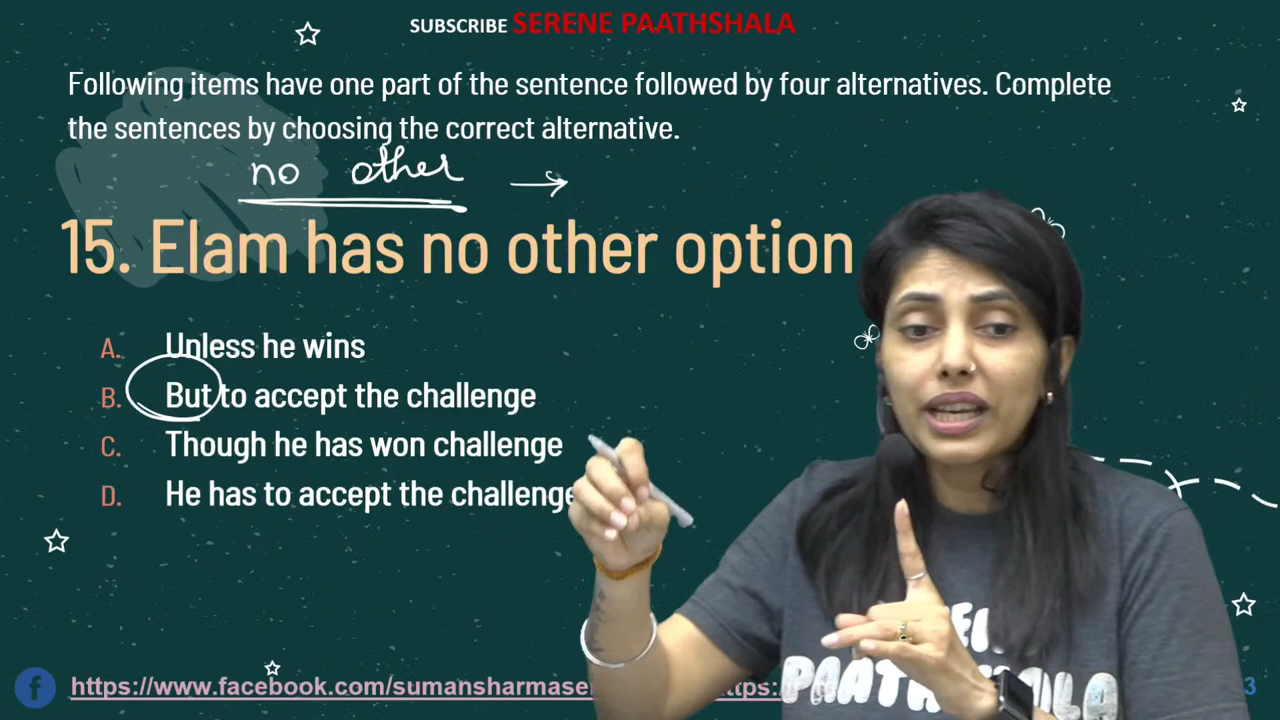 SUBSCRIBE SERENE PAATHSHALA
Following items have one part of the sentence followed by four alternatives. Complete
the sentences by choosing the correct alternative.
no other →
15. Elam has no other option
A. Unless he wins
B. But to accept the challenge
C. Though he has won challenge
D. He has to accept the challenge
f https://www.facebook.com/sumansharmase
3